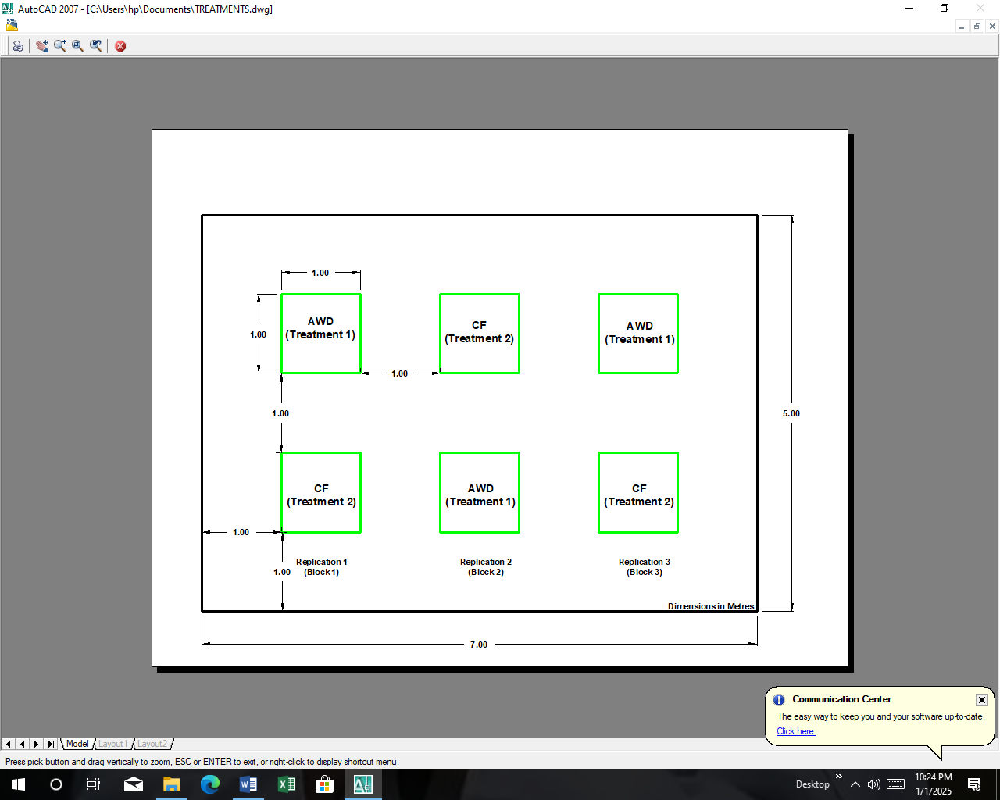 AutoCAD 2007 - [C:\Users\hp\Documents\TREATMENTS.dwg]
1.00
1.00
AWD
(Treatment 1)
CF
(Treatment 2)
AWD
(Treatment 1)
1.00
1.00
5.00
CF
(Treatment 2)
AWD
(Treatment 1)
CF
(Treatment 2)
1.00
1.00
Replication 1
(Block 1)
Replication 2
(Block 2)
Replication 3
(Block 3)
Dimensions in Metres
7.00
Communication Center
The easy way to keep you and your software up-to-date.
Click here.
Model Layout1 Layout2
Press pick button and drag vertically to zoom, ESC or ENTER to exit, or right-click to display shortcut menu.
Desktop
10:24 PM
1/1/2025